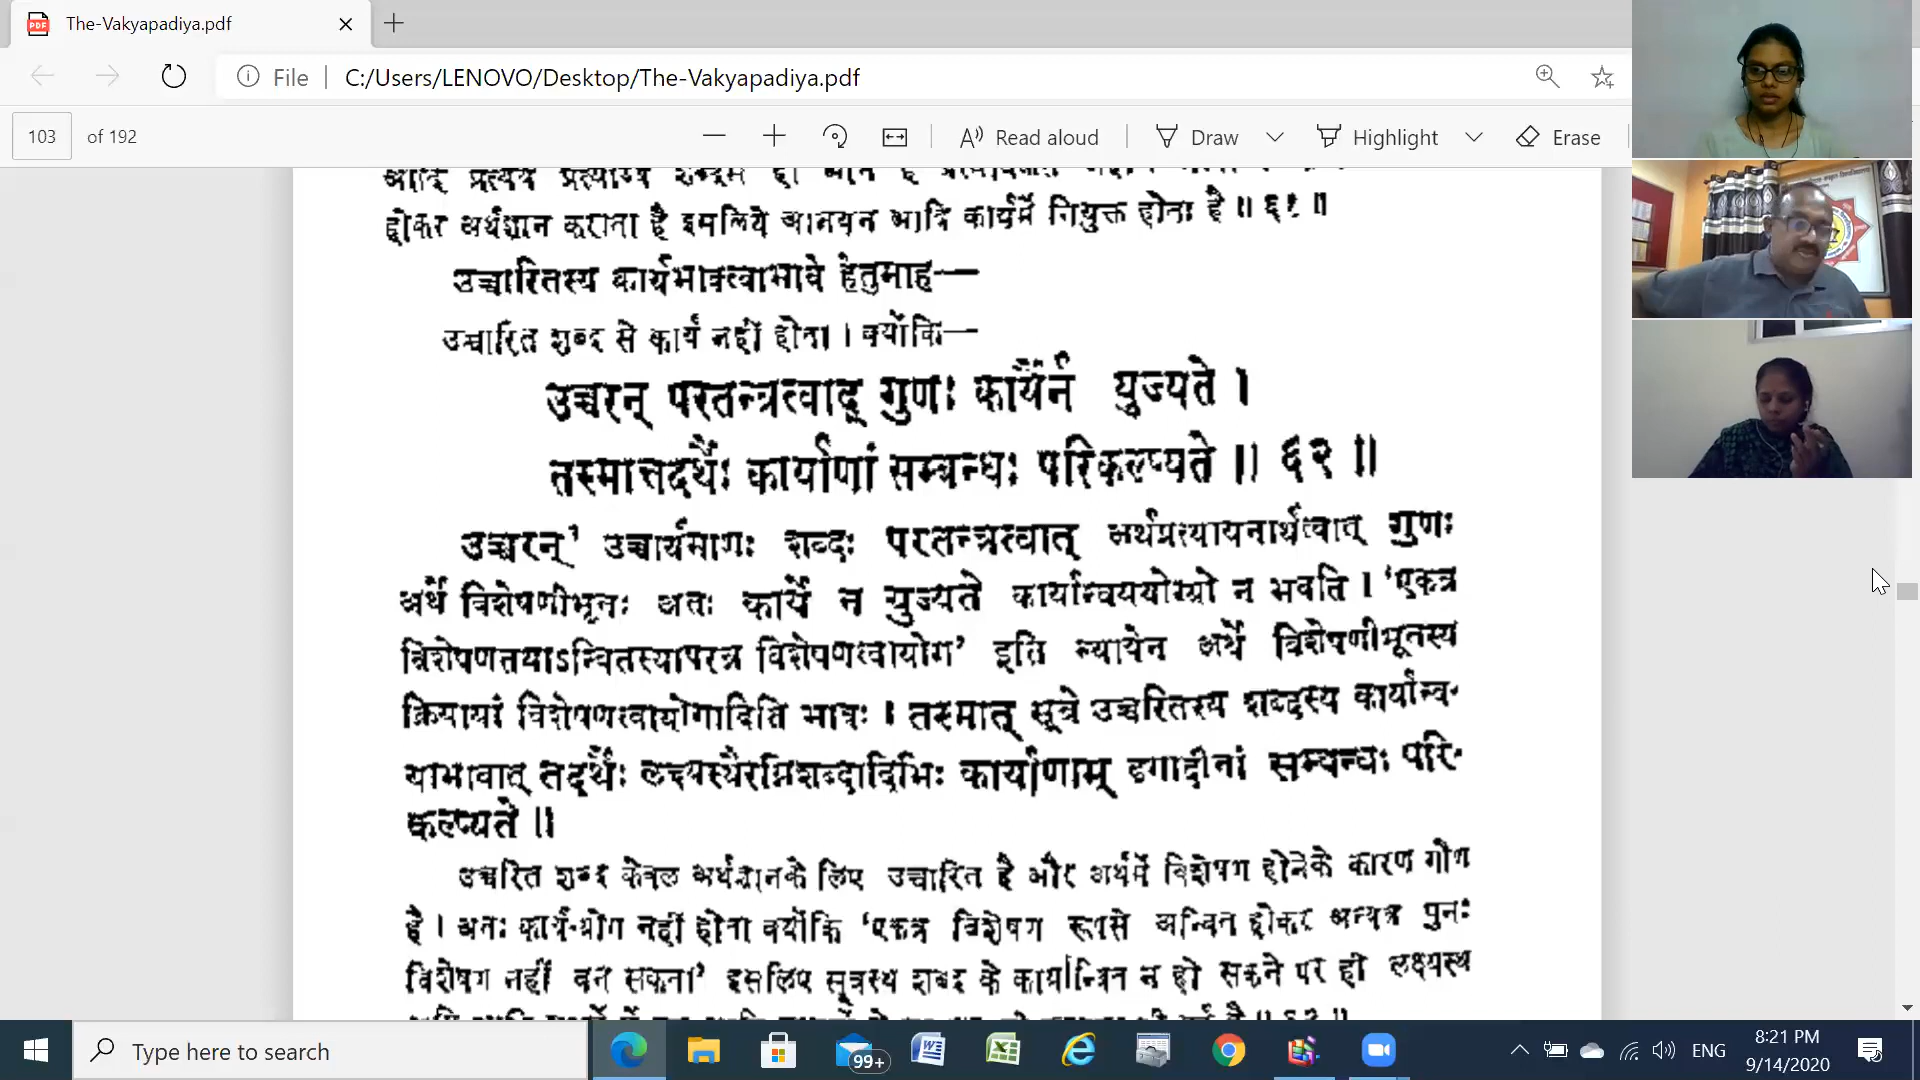 The-Vakyapadiya.pdf
File | C:/Users/LENOVO/Desktop/The-Vakyapadiya.pdf
103 of 192
Read aloud Draw Highlight Erase
होकर अर्थज्ञान कराता है इसलिये आनयन आदि कार्यमें नियुक्त होता है ॥ ६१ ॥
उच्चारितस्य कार्यभाक्त्वाभावे हेतुमाह—
उच्चारित शब्द से कार्य नहीं होता । क्योंकि—
उच्चरन् परतन्त्रत्वाद् गुणः कार्यैर्न युज्यते ।
तस्मात्तदर्थैः कार्याणां सम्बन्धः परिकल्प्यते ॥ ६२ ॥
उच्चरन् उच्चार्यमाणः शब्दः परतन्त्रत्वात् अर्थप्रत्यायनार्थत्वात् गुणः
अर्थे विशेषणीभूतः अतः कार्यै न युज्यते कार्यान्वययोग्यो न भवति । 'एकत्र
विशेषणतयाऽन्वितस्यापरत्र विशेषणत्वायोग' इति न्यायेन अर्थे विशेषणीभूतस्य
क्रियायां विशेषणत्वायोगादिति भावः । तस्मात् सूत्रे उच्चरितस्य शब्दस्य कार्यान्व-
याभावात् तदर्थैः लक्ष्यस्थैरग्निशब्दादिभिः कार्याणाम् ढगादीनां सम्बन्धः परि-
कल्प्यते ॥
उच्चरित शब्द केवल अर्थज्ञानके लिए उच्चारित है और अर्थमें विशेषण होनेके कारण गौण
है । अतः कार्य-योग नहीं होता क्योंकि 'एकत्र विशेषण रूपसे अन्वित होकर अन्यत्र पुनः
विशेषण नहीं बन सकता' इसलिए सूत्रस्थ शब्द के कार्यान्वित न हो सकने पर ही लक्ष्यस्थ
Type here to search
99+
ENG
8:21 PM
9/14/2020